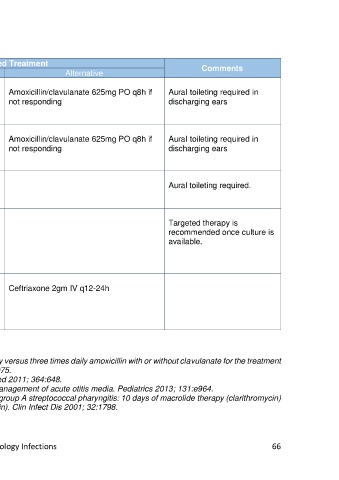 ed Treatment
Alternative
Comments
Amoxicillin/clavulanate 625mg PO q8h if
not responding
Aural toileting required in
discharging ears
Amoxicillin/clavulanate 625mg PO q8h if
not responding
Aural toileting required in
discharging ears
Aural toileting required.
Targeted therapy is
recommended once culture is
available.
Ceftriaxone 2gm IV q12-24h
y versus three times daily amoxicillin with or without clavulanate for the treatment
075.
ed 2011; 364:648.
anagement of acute otitis media. Pediatrics 2013; 131:e964.
group A streptococcal pharyngitis: 10 days of macrolide therapy (clarithromycin)
in). Clin Infect Dis 2001; 32:1798.
ology Infections
66